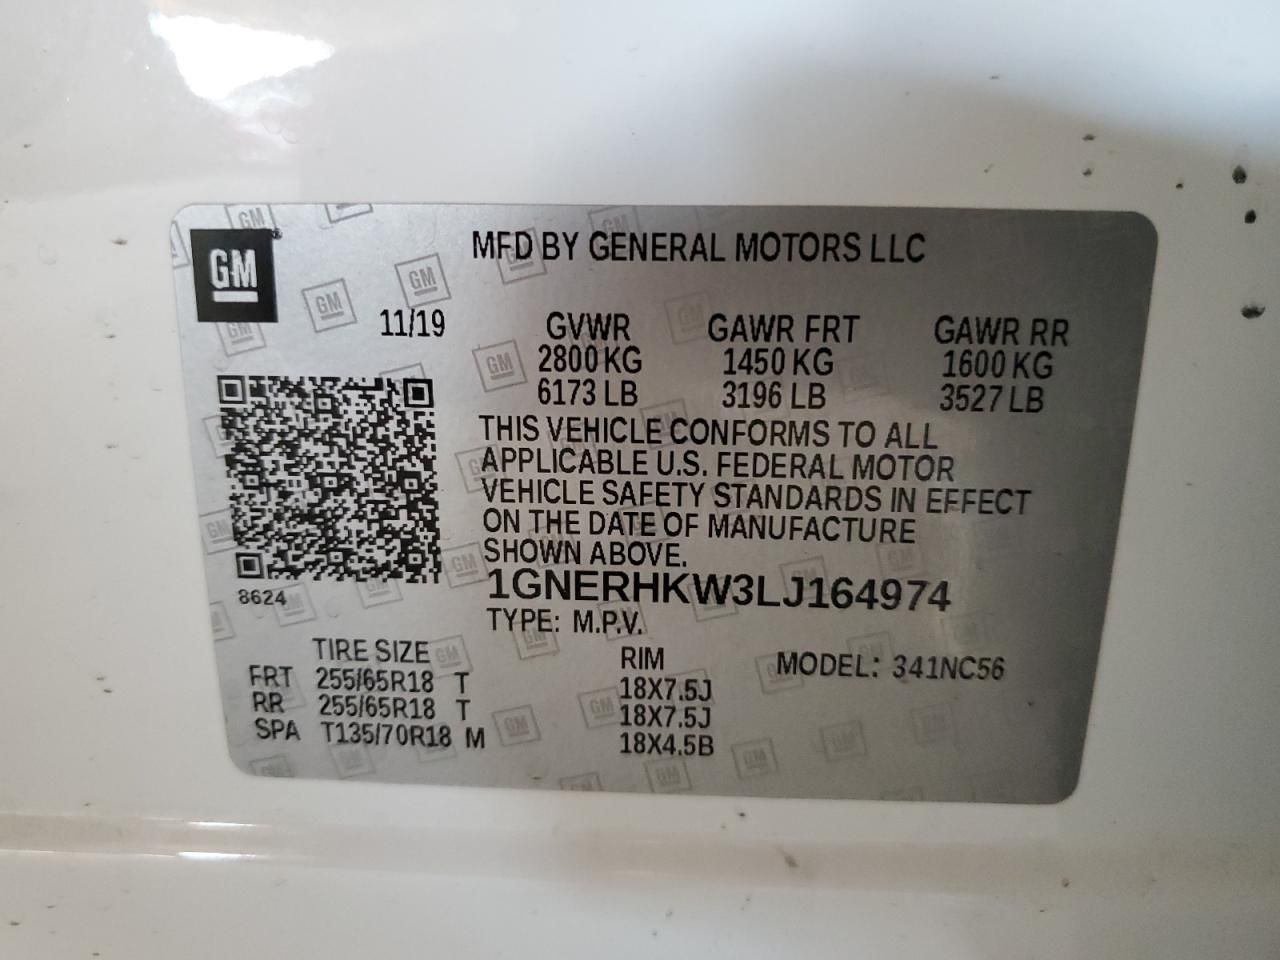 GM
MFD BY GENERAL MOTORS LLC
11/19
GVWR GAWR FRT GAWR RR
2800 KG 1450 KG 1600 KG
6173 LB 3196 LB 3527 LB
THIS VEHICLE CONFORMS TO ALL
APPLICABLE U.S. FEDERAL MOTOR
VEHICLE SAFETY STANDARDS IN EFFECT
ON THE DATE OF MANUFACTURE
SHOWN ABOVE.
8624
1GNERHKW3LJ164974
TYPE: M.P.V.
TIRE SIZE RIM MODEL: 341NC56
FRT 255/65R18 T 18X7.5J
RR 255/65R18 T 18X7.5J
SPA T135/70R18 M 18X4.5B